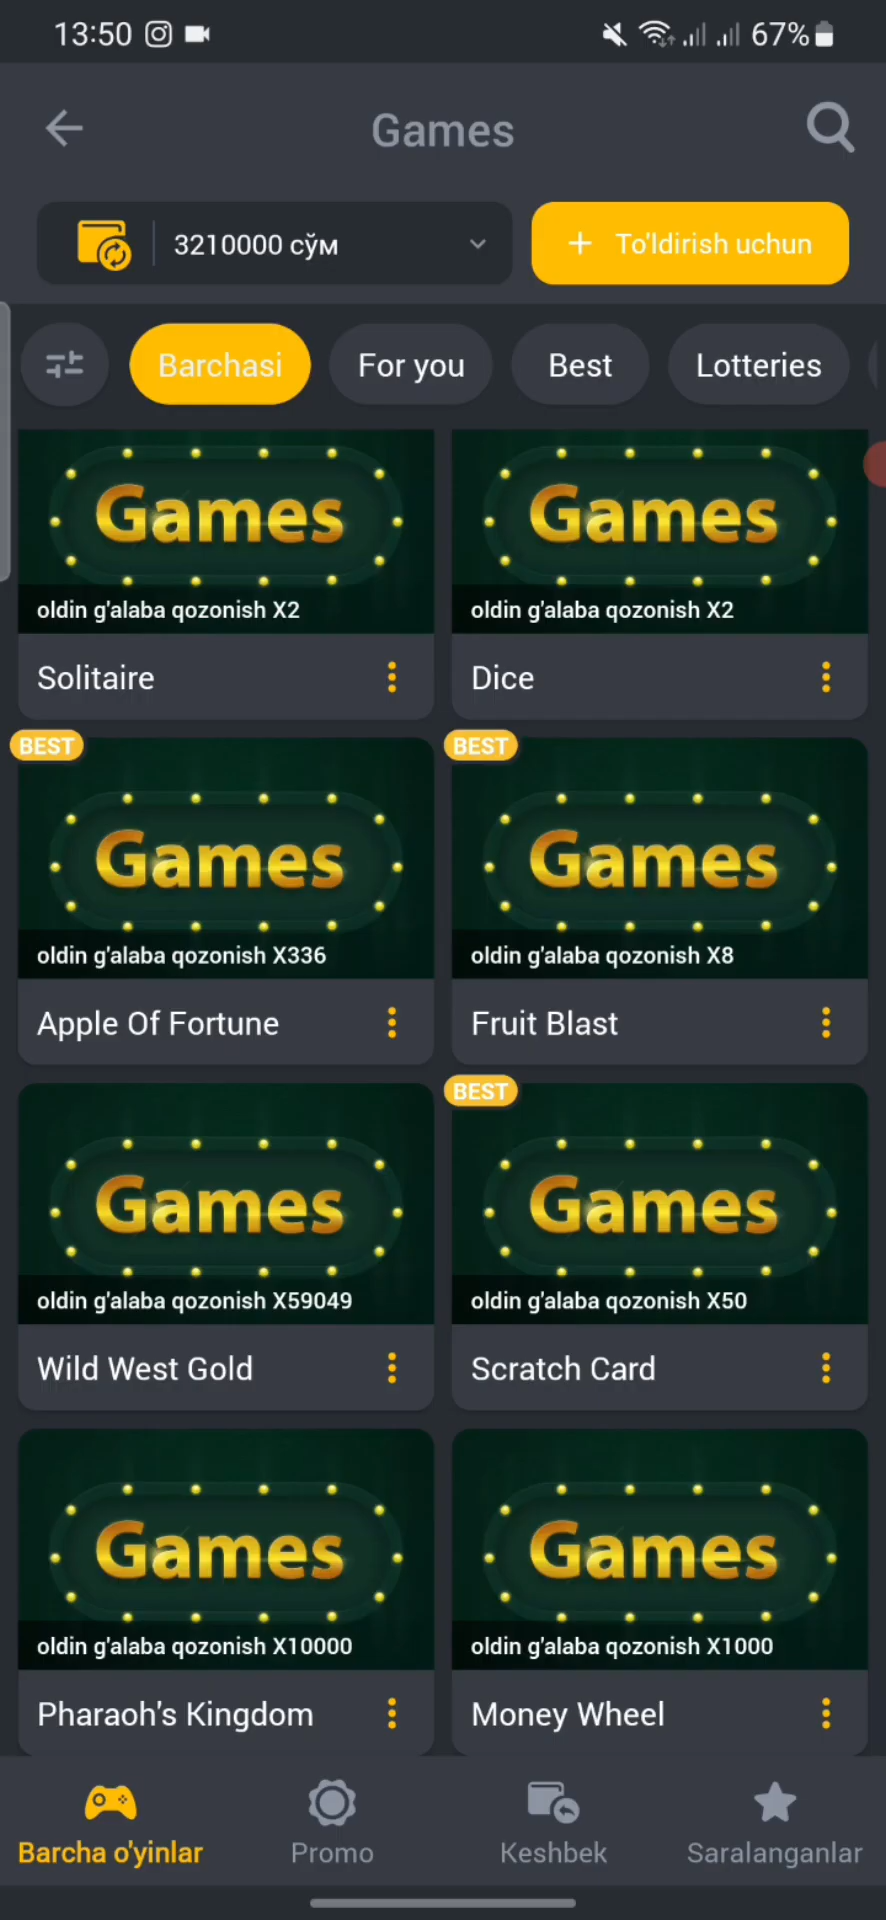 13:50
67%
Games
3210000 сўм
+ To'ldirish uchun
Barchasi
For you
Best
Lotteries
Games
oldin g'alaba qozonish X2
Solitaire
Games
oldin g'alaba qozonish X2
Dice
BEST
Games
oldin g'alaba qozonish X336
Apple Of Fortune
BEST
Games
oldin g'alaba qozonish X8
Fruit Blast
Games
oldin g'alaba qozonish X59049
Wild West Gold
BEST
Games
oldin g'alaba qozonish X50
Scratch Card
Games
oldin g'alaba qozonish X10000
Pharaoh's Kingdom
Games
oldin g'alaba qozonish X1000
Money Wheel
Barcha o'yinlar
Promo
Keshbek
Saralanganlar